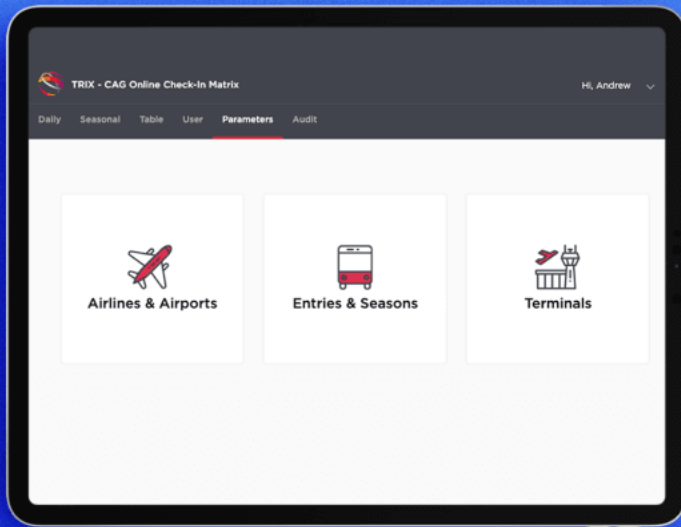 TRIX - CAG Online Check-In Matrix
Hi, Andrew
Daily Seasonal Table User Parameters Audit
Airlines & Airports Entries & Seasons Terminals